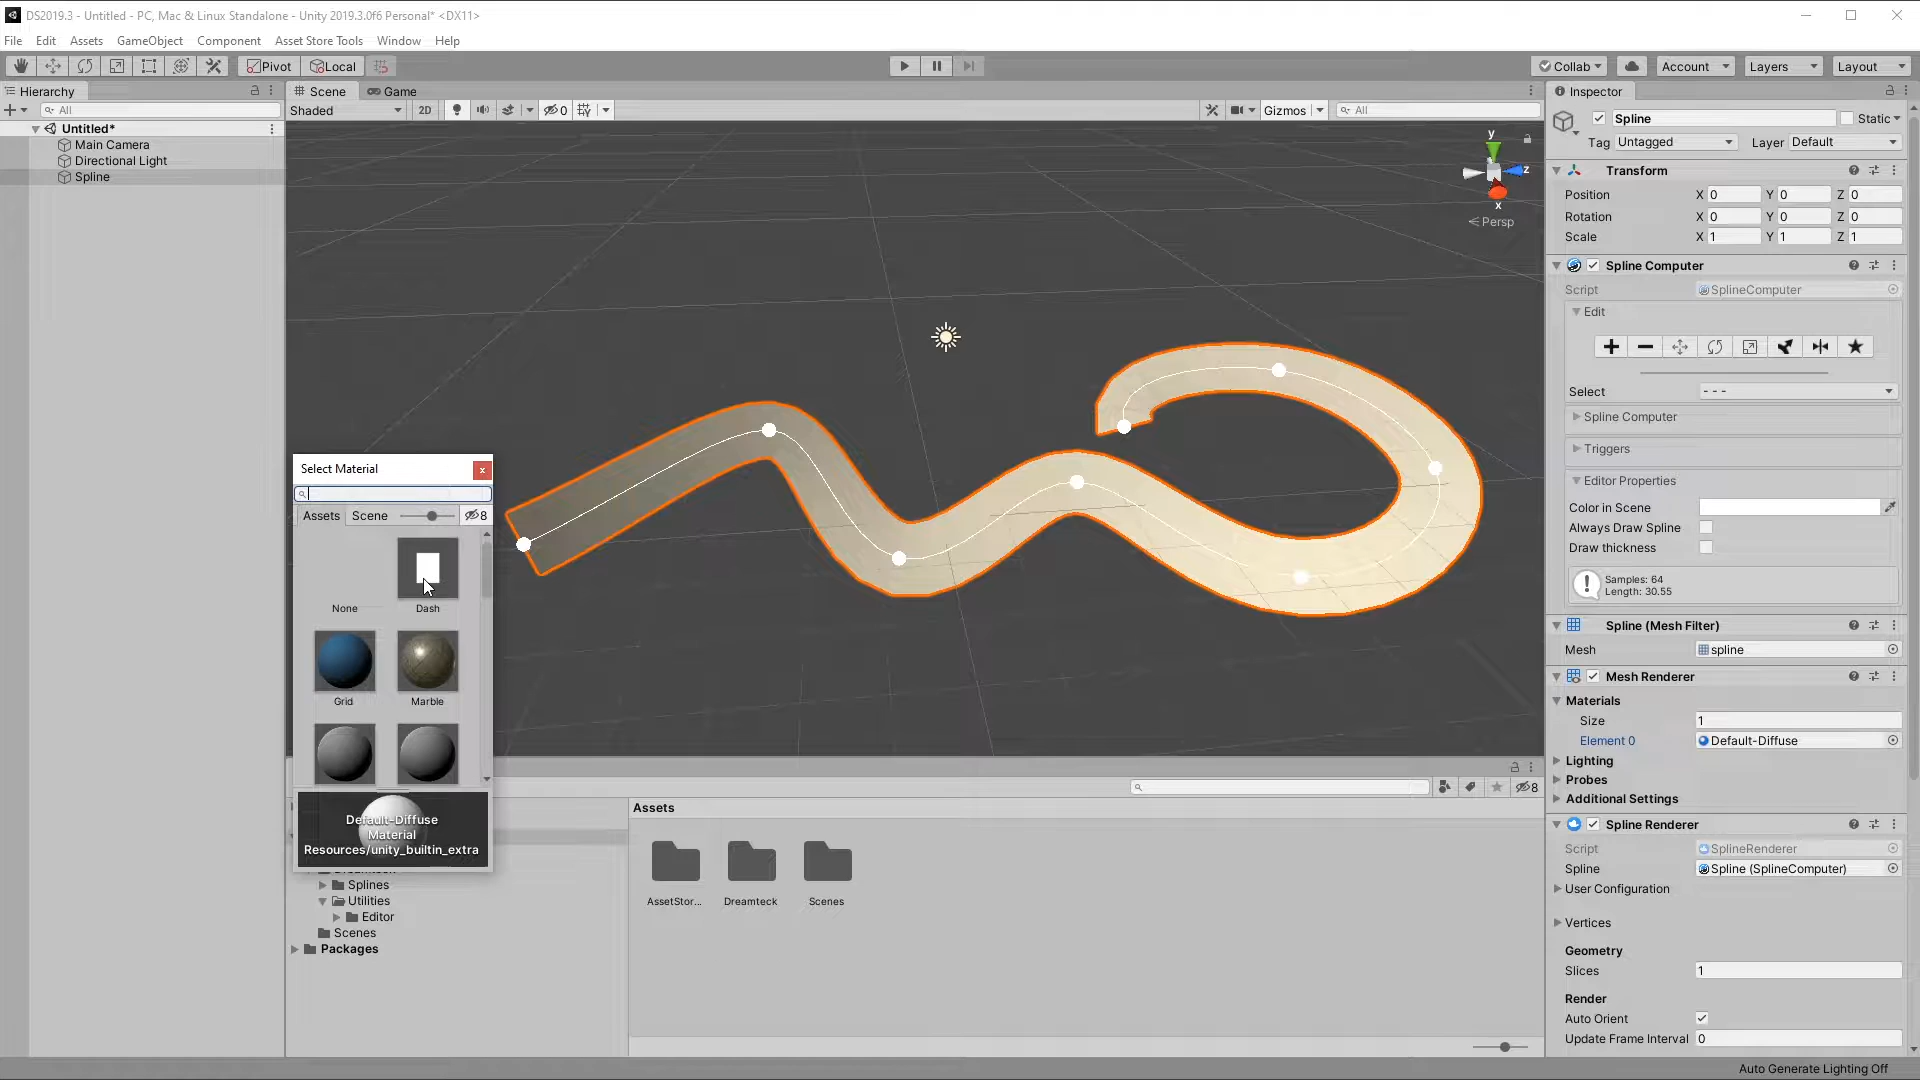 DS2019.3 - Untitled - PC, Mac & Linux Standalone - Unity 2019.3.0f6 Personal* <DX11>
File Edit Assets GameObject Component Asset Store Tools Window Help
Pivot Local Collab Account Layers Layout
Hierarchy
All
Untitled*
Main Camera
Directional Light
Spline
Scene Game
Shaded 2D 0 Gizmos All
y
z
x
Persp
Select Material
Assets Scene 8
None Dash
Grid Marble
Default-Diffuse
Material
Resources/unity_builtin_extra
Splines
Utilities
Editor
Scenes
Packages
8
Assets
AssetStor... Dreamteck Scenes
Inspector
Spline Static
Tag Untagged Layer Default
Transform
Position X 0 Y 0 Z 0
Rotation X 0 Y 0 Z 0
Scale X 1 Y 1 Z 1
Spline Computer
Script SplineComputer
Edit
Select - - -
Spline Computer
Triggers
Editor Properties
Color in Scene
Always Draw Spline
Draw thickness
Samples: 64
Length: 30.55
Spline (Mesh Filter)
Mesh spline
Mesh Renderer
Materials
Size 1
Element 0 Default-Diffuse
Lighting
Probes
Additional Settings
Spline Renderer
Script SplineRenderer
Spline Spline (SplineComputer)
User Configuration
Vertices
Geometry
Slices 1
Render
Auto Orient
Update Frame Interval 0
Auto Generate Lighting Off